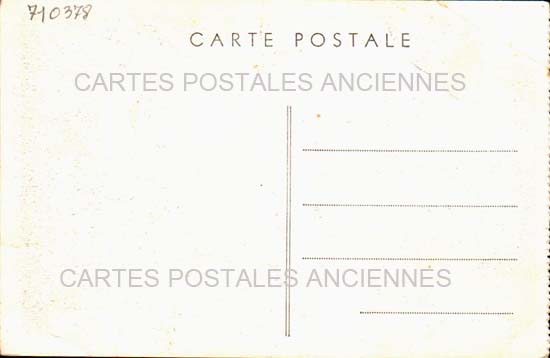 710378
CARTE POSTALE
CARTES POSTALES ANCIENNES
CARTES POSTALES ANCIENNES